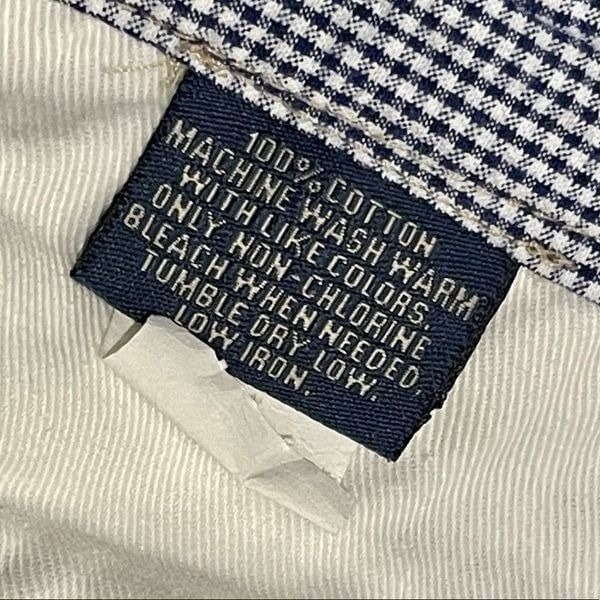 100% COTTON
MACHINE WASH WARM
WITH LIKE COLORS.
ONLY NON-CHLORINE
BLEACH WHEN NEEDED.
TUMBLE DRY LOW.
LOW IRON.